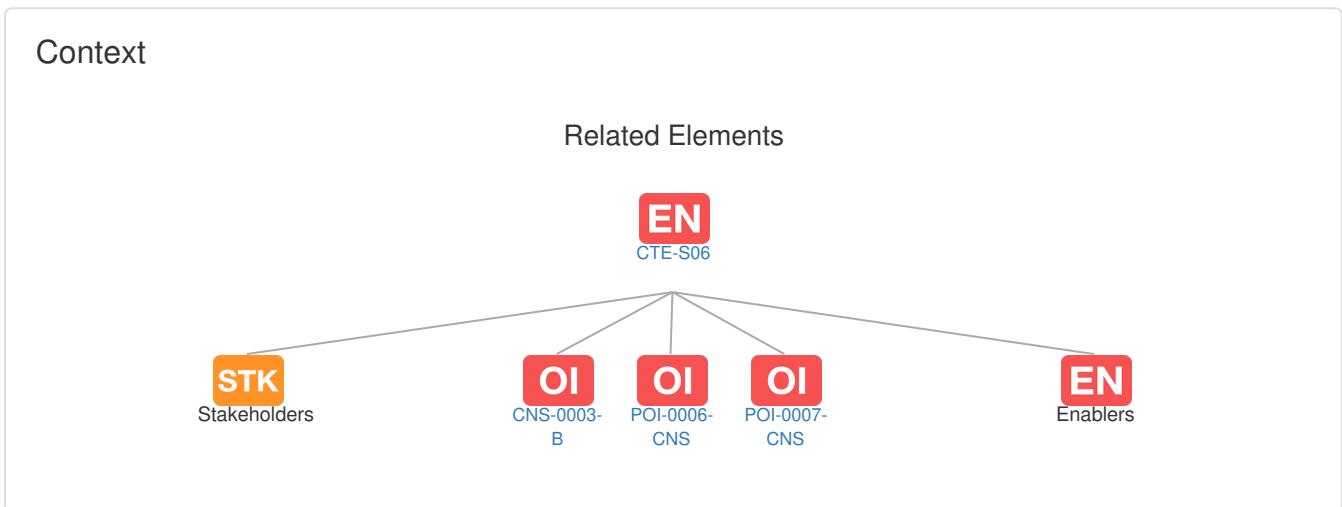 Context
Related Elements
EN
CTE-S06
STK
Stakeholders
OI
CNS-0003-
B
OI
POI-0006-
CNS
OI
POI-0007-
CNS
EN
Enablers